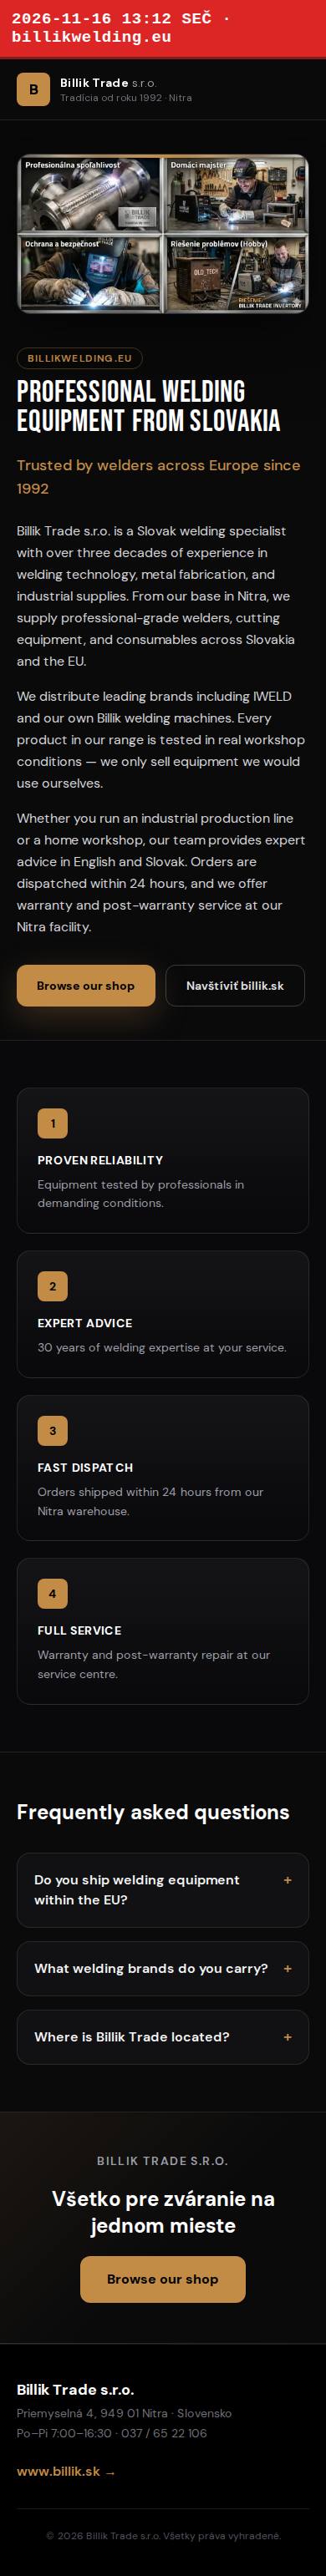 2026-11-16 13:12 SEČ ·
billikwelding.eu
B
Billik Trade s.r.o.
Tradícia od roku 1992 · Nitra
Profesionálna spoľahlivosť
Domáci majster
BILLIK
TRADE
Ochrana a bezpečnosť
Riešenie problémov (Hobby)
OLD_TECH
BILLIK TRADE INVERTORY
BILLIKWELDING.EU
PROFESSIONAL WELDING
EQUIPMENT FROM SLOVAKIA
Trusted by welders across Europe since
1992
Billik Trade s.r.o. is a Slovak welding specialist
with over three decades of experience in
welding technology, metal fabrication, and
industrial supplies. From our base in Nitra, we
supply professional-grade welders, cutting
equipment, and consumables across Slovakia
and the EU.
We distribute leading brands including IWELD
and our own Billik welding machines. Every
product in our range is tested in real workshop
conditions — we only sell equipment we would
use ourselves.
Whether you run an industrial production line
or a home workshop, our team provides expert
advice in English and Slovak. Orders are
dispatched within 24 hours, and we offer
warranty and post-warranty service at our
Nitra facility.
Browse our shop
Navštíviť billik.sk
1
PROVEN RELIABILITY
Equipment tested by professionals in
demanding conditions.
2
EXPERT ADVICE
30 years of welding expertise at your service.
3
FAST DISPATCH
Orders shipped within 24 hours from our
Nitra warehouse.
4
FULL SERVICE
Warranty and post-warranty repair at our
service centre.
Frequently asked questions
Do you ship welding equipment
within the EU?
+
What welding brands do you carry? +
Where is Billik Trade located? +
BILLIK TRADE S.R.O.
Všetko pre zváranie na
jednom mieste
Browse our shop
Billik Trade s.r.o.
Priemyselná 4, 949 01 Nitra · Slovensko
Po–Pi 7:00–16:30 · 037 / 65 22 106
www.billik.sk →
© 2026 Billik Trade s.r.o. Všetky práva vyhradené.